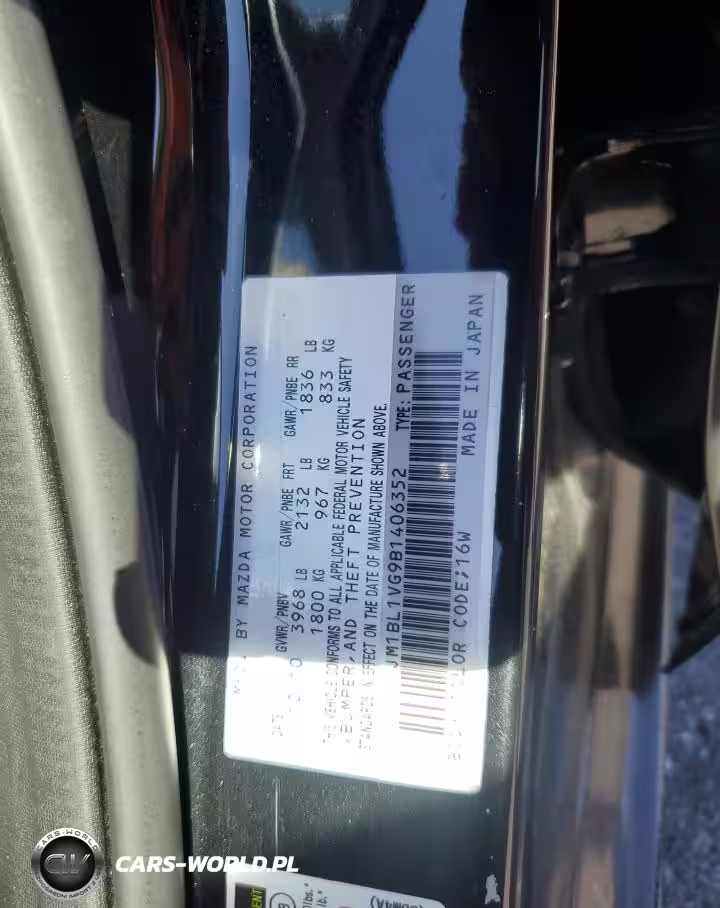 BY MAZDA MOTOR CORPORATION
GVWR/PNBV GAWR/PNBE FRT GAWR/PNBE RR
3968 LB 2132 LB 1836 LB
1800 KG 967 KG 833 KG
THIS VEHICLE CONFORMS TO ALL APPLICABLE FEDERAL MOTOR VEHICLE SAFETY
, BUMPER, AND THEFT PREVENTION
STANDARDS IN EFFECT ON THE DATE OF MANUFACTURE SHOWN ABOVE.
JM1BL1VG9B1406352 TYPE: PASSENGER
COLOR CODE;16W MADE IN JAPAN
CARS-WORLD
CW
CARS-WORLD.PL